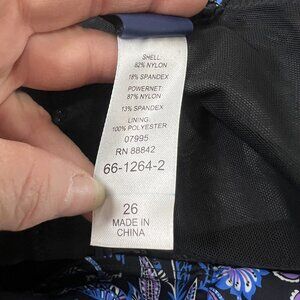 SHELL:
82% NYLON
18% SPANDEX
POWERNET:
87% NYLON
13% SPANDEX
LINING:
100% POLYESTER
07995
RN 88842
66-1264-2
26
MADE IN
CHINA